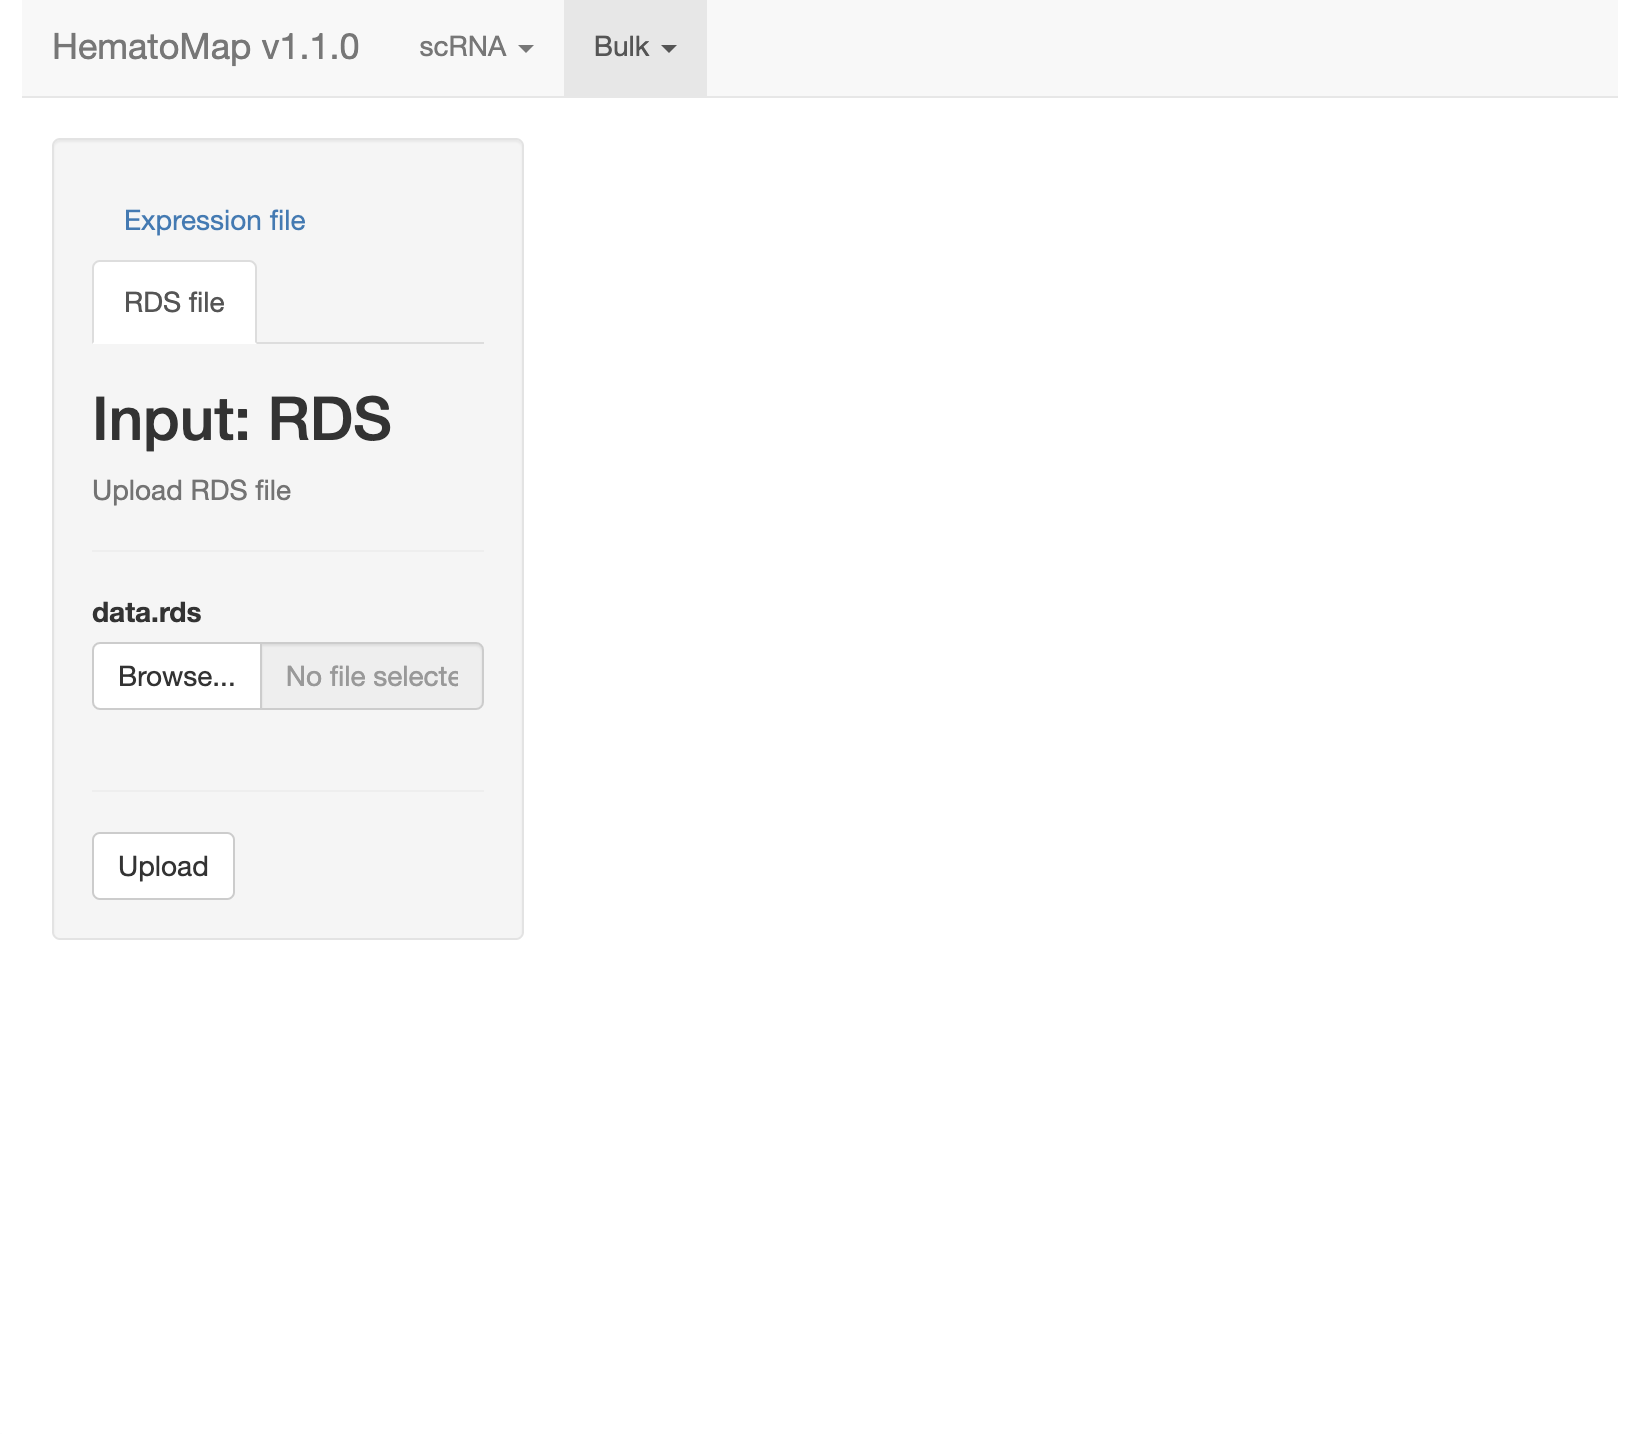 HematoMap v1.1.0 scRNA Bulk
Expression file
RDS file
Input: RDS
Upload RDS file
data.rds
Browse... No file selecte
Upload